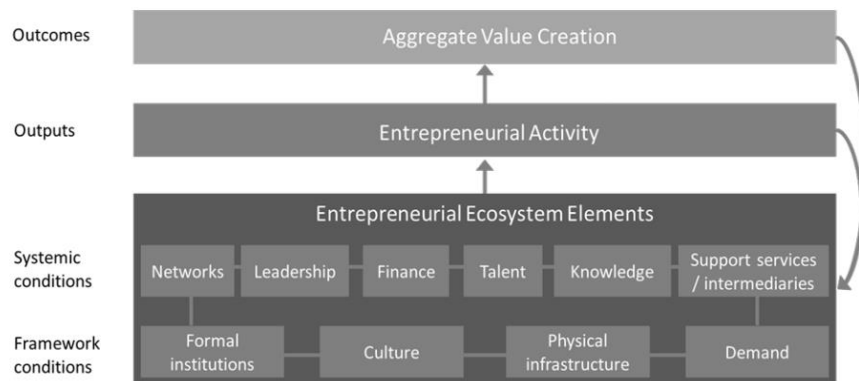 Outcomes
Aggregate Value Creation
Outputs
Entrepreneurial Activity
Entrepreneurial Ecosystem Elements
Systemic
conditions
Networks
Leadership
Finance
Talent
Knowledge
Support services
/ intermediaries
Framework
conditions
Formal
institutions
Culture
Physical
infrastructure
Demand